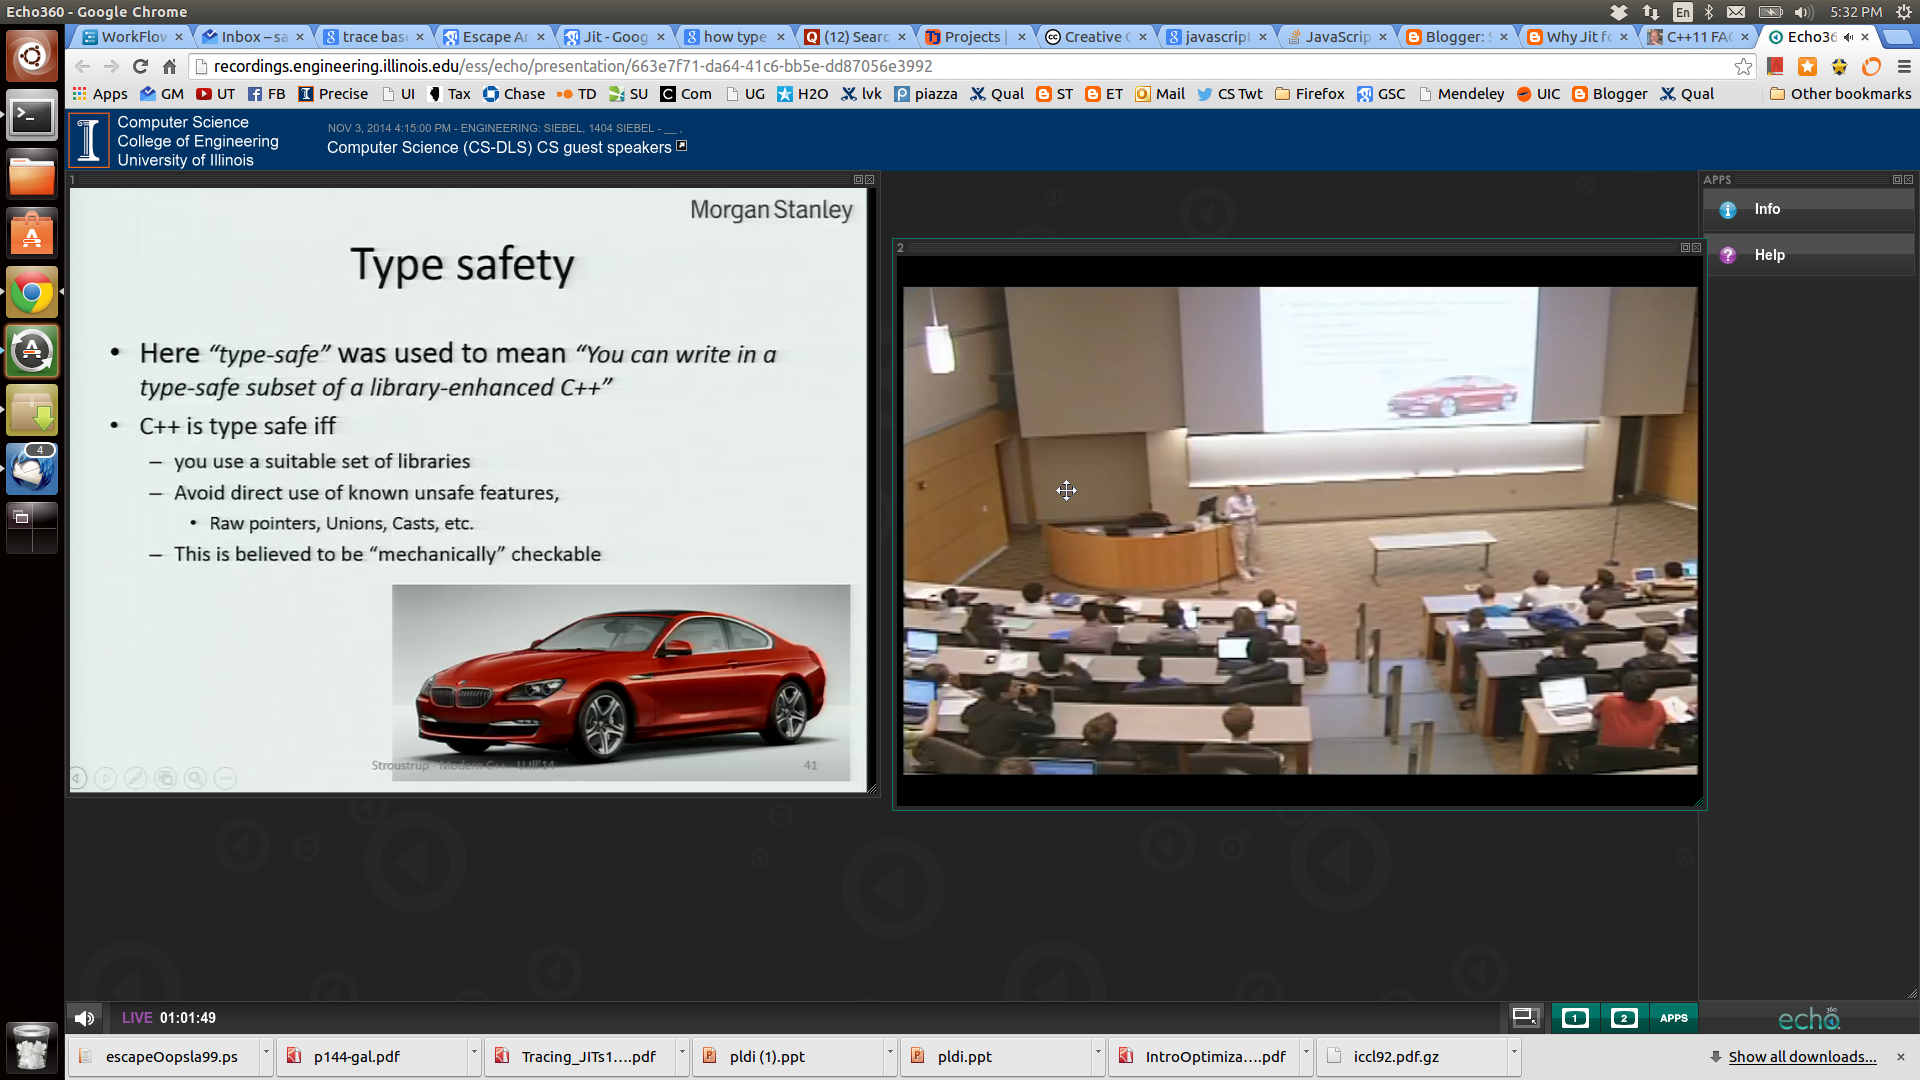 Echo360 - Google Chrome
En
5:32 PM
WorkFlow
Inbox – sa
trace bas
Escape Ar
Jit - Goog
how type
(12) Searc
Projects |
Creative C
javascript
JavaScrip
Blogger: S
Why Jit fo
C++11 FAQ
Echo36
recordings.engineering.illinois.edu/ess/echo/presentation/663e7f71-da64-41c6-bb5e-dd87056e3992
Apps GM UT FB Precise UI Tax Chase TD SU Com UG H2O lvk piazza Qual ST ET Mail CS Twt Firefox GSC Mendeley UIC Blogger Qual Other bookmarks
Computer Science
College of Engineering
University of Illinois
NOV 3, 2014 4:15:00 PM - ENGINEERING: SIEBEL, 1404 SIEBEL - __ ,
Computer Science (CS-DLS) CS guest speakers
1
Morgan Stanley
Type safety
• Here “type-safe” was used to mean “You can write in a
type-safe subset of a library-enhanced C++”
• C++ is type safe iff
– you use a suitable set of libraries
– Avoid direct use of known unsafe features,
• Raw pointers, Unions, Casts, etc.
– This is believed to be “mechanically” checkable
Stroustrup - Modern C++ - UIll'14
41
2
APPS
Info
Help
4
LIVE 01:01:49
1
2
APPS
echo360
escapeOopsla99.ps
p144-gal.pdf
Tracing_JITs1....pdf
pldi (1).ppt
pldi.ppt
IntroOptimiza....pdf
iccl92.pdf.gz
Show all downloads...